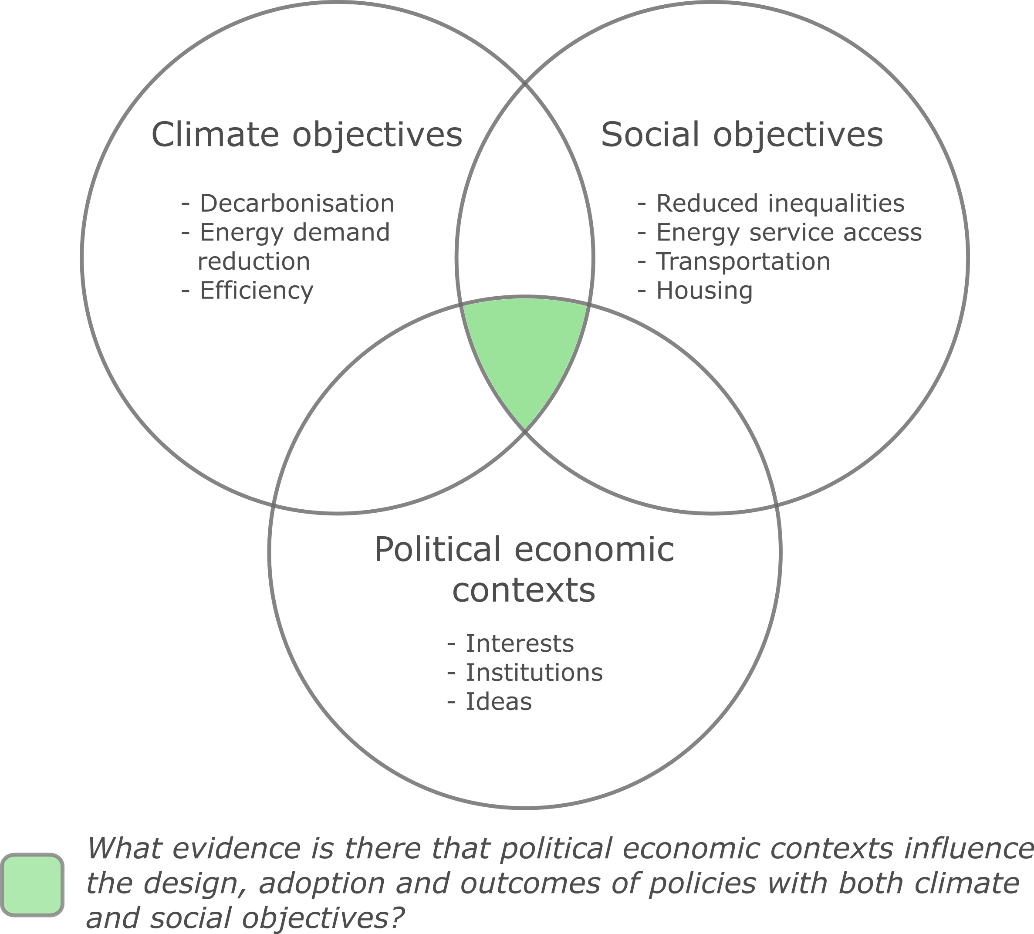 Climate objectives
- Decarbonisation
- Energy demand
reduction
- Efficiency
Social objectives
- Reduced inequalities
- Energy service access
- Transportation
- Housing
Political economic
contexts
- Interests
- Institutions
- Ideas
What evidence is there that political economic contexts influence
the design, adoption and outcomes of policies with both climate
and social objectives?